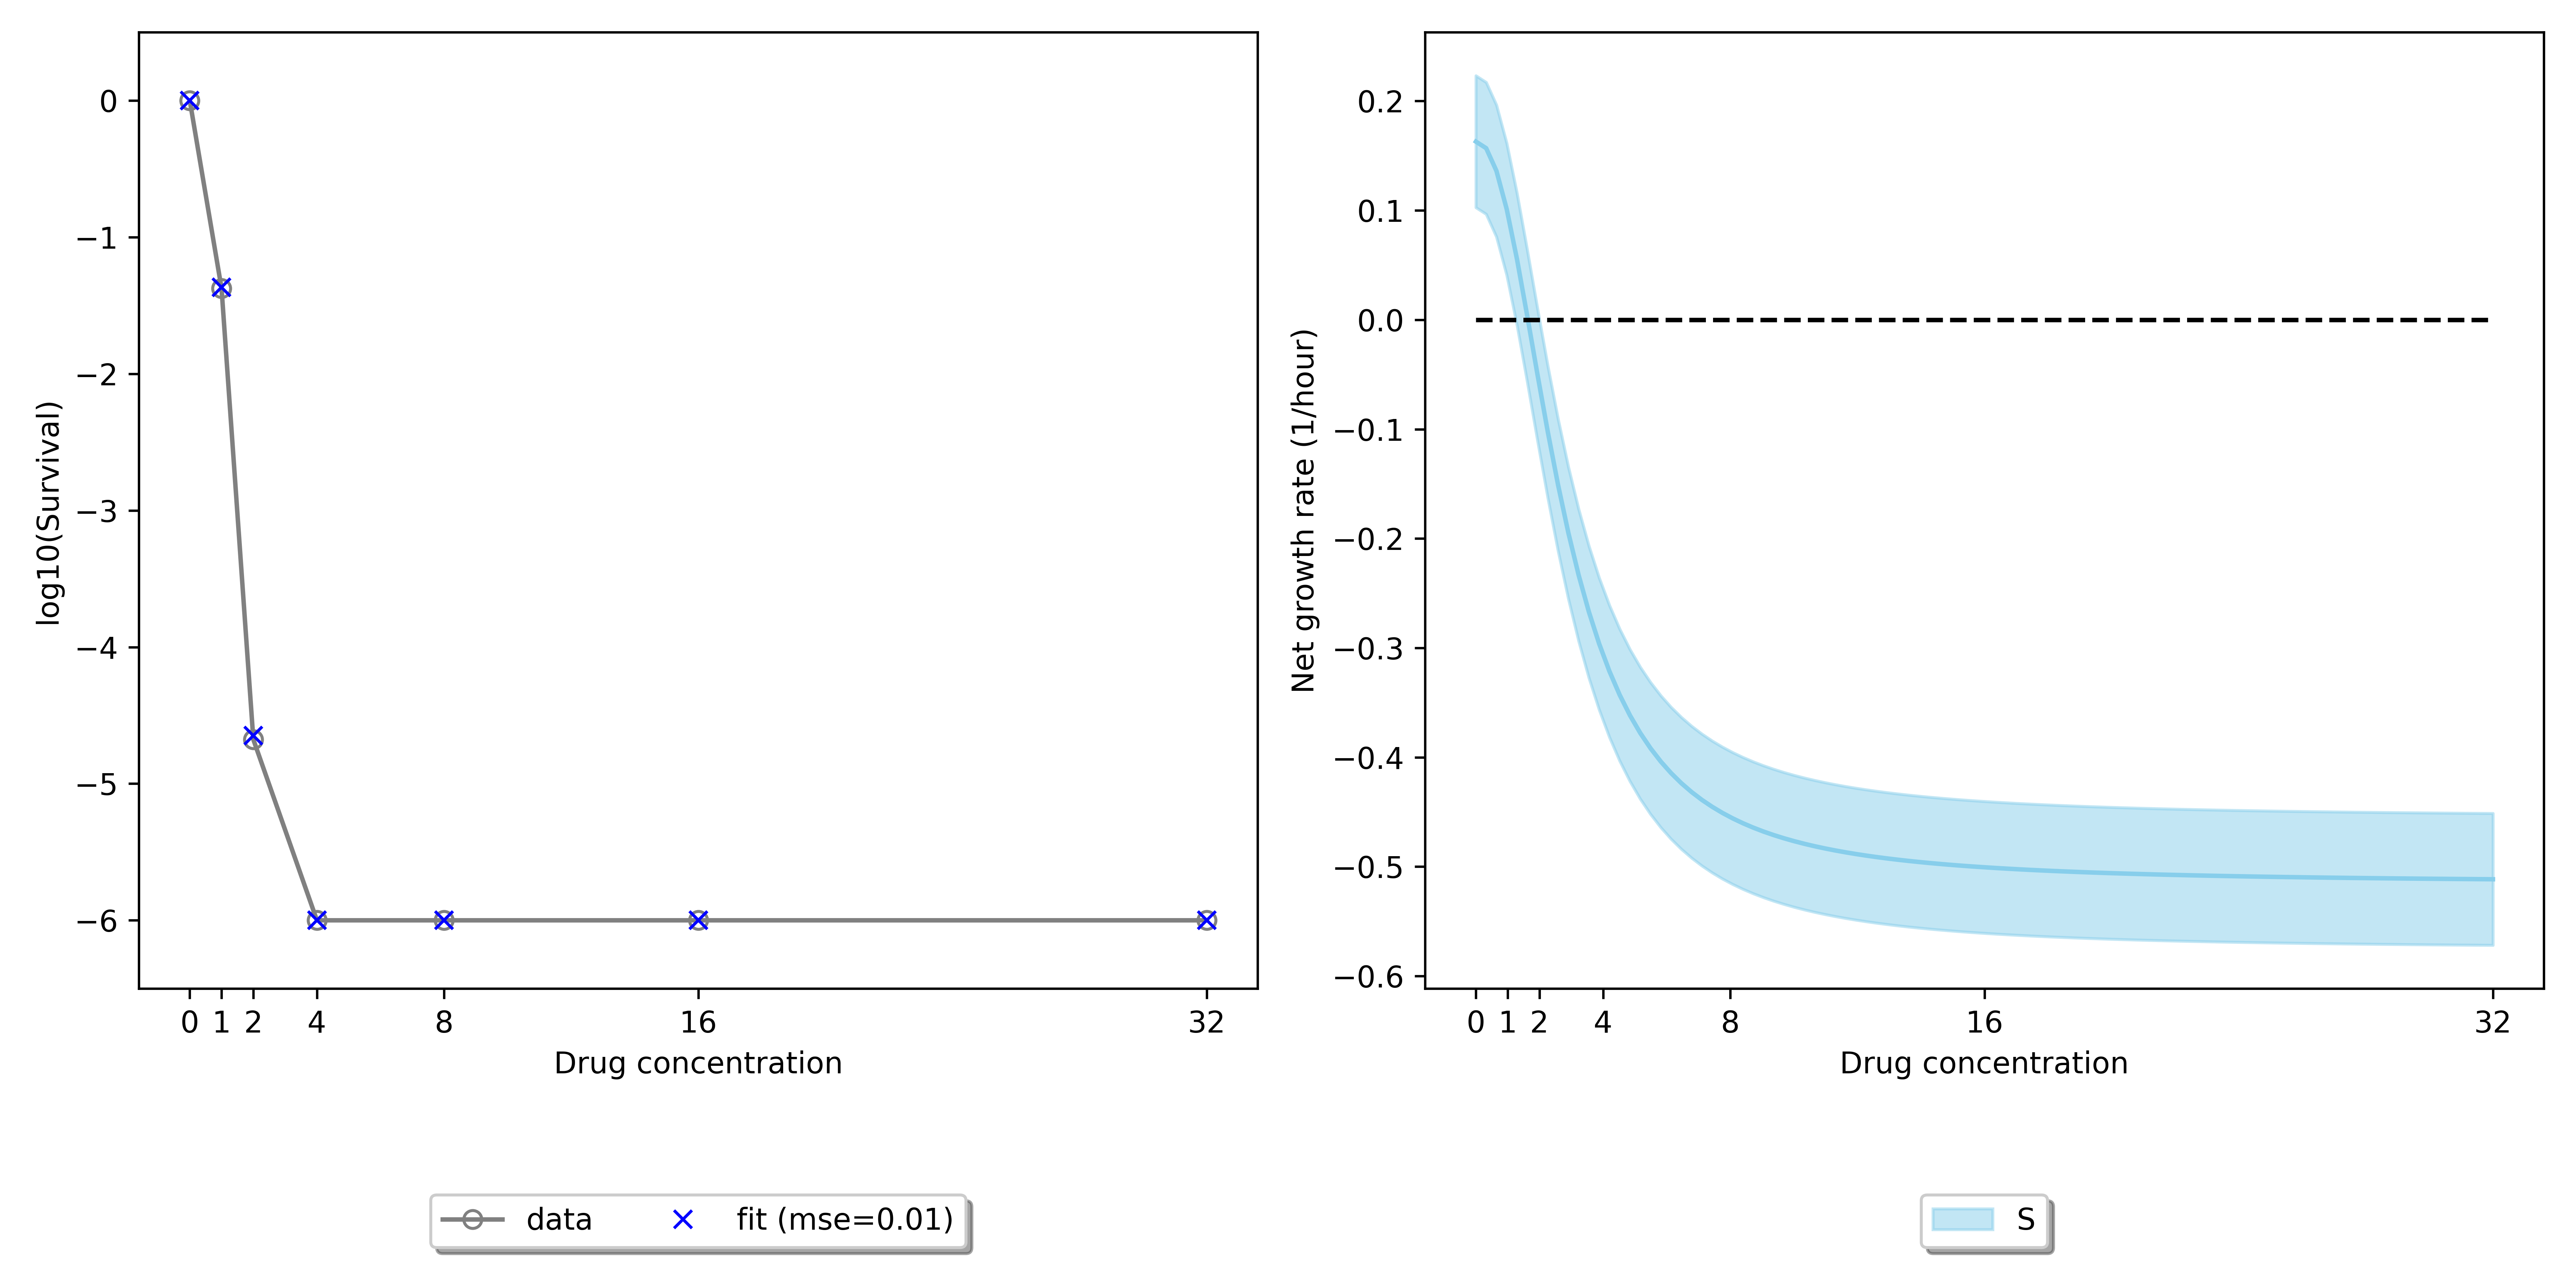 log10(Survival)
0
−1
−2
−3
−4
−5
−6
0 1 2 4 8 16 32
Drug concentration
data fit (mse=0.01)
Net growth rate (1/hour)
0.2
0.1
0.0
−0.1
−0.2
−0.3
−0.4
−0.5
−0.6
0 1 2 4 8 16 32
Drug concentration
S